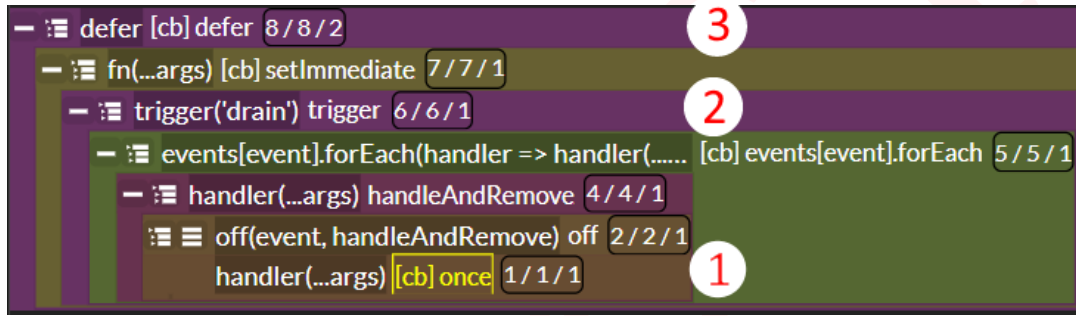 defer [cb] defer 8 / 8 / 2 3
fn(...args) [cb] setImmediate 7 / 7 / 1
trigger('drain') trigger 6 / 6 / 1 2
events[event].forEach(handler => handler(...... [cb] events[event].forEach 5 / 5 / 1
handler(...args) handleAndRemove 4 / 4 / 1
off(event, handleAndRemove) off 2 / 2 / 1
handler(...args) [cb] once 1 / 1 / 1 1